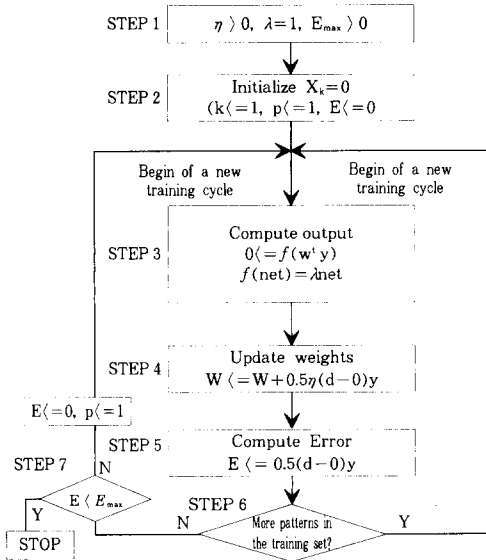 STEP 1
η 〉0, λ=1, Emax 〉0
STEP 2
Initialize Xk=0
(k〈=1, p〈=1, E〈=0
Begin of a new
training cycle
Begin of a new
training cycle
STEP 3
Compute output
0〈=f(wᵗ y)
f(net)=λnet
STEP 4
Update weights
W〈=W+0.5η(d−0)y
E〈=0, p〈=1
STEP 5
Compute Error
E〈=0.5(d−0)y
STEP 7
N
E〈Emax
Y
STOP
STEP 6
N
More patterns in
the training set?
Y